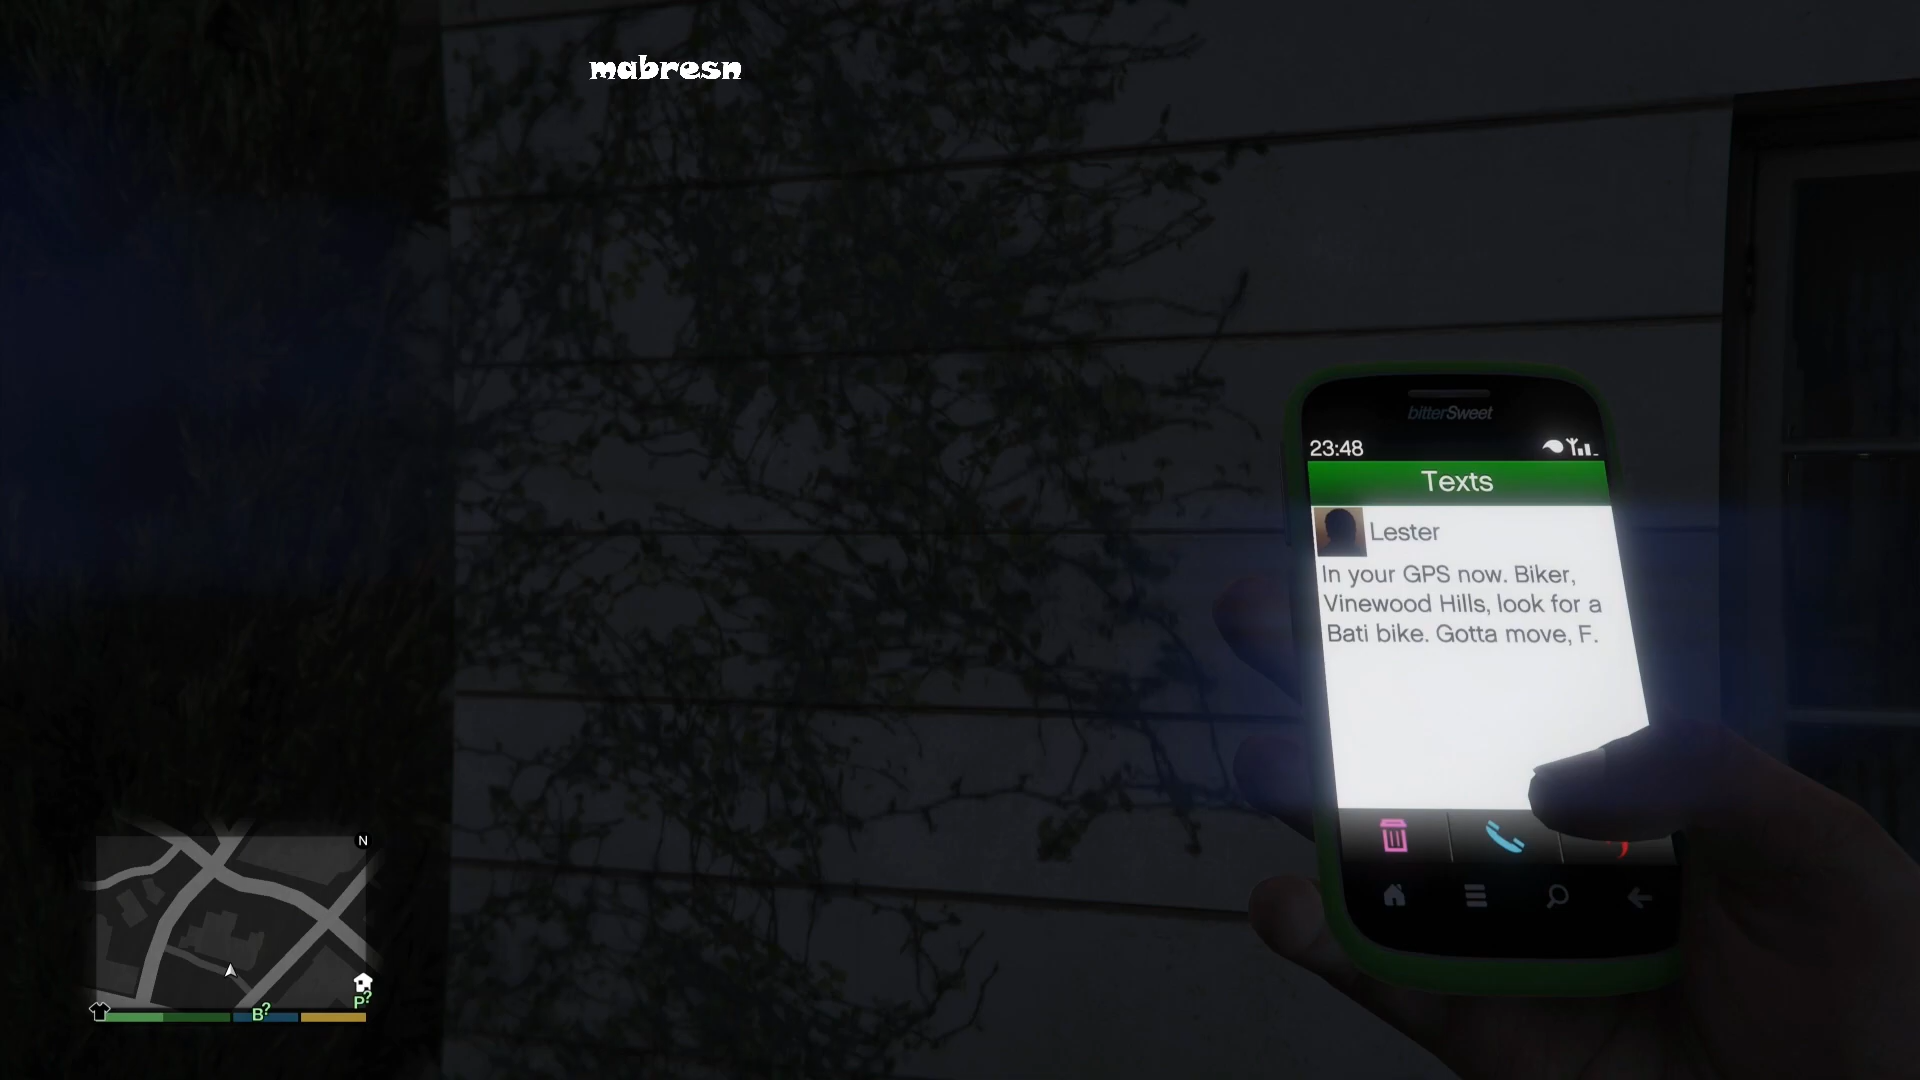 mabresn
bitterSweet
23:48
Texts
Lester
In your GPS now. Biker,
Vinewood Hills, look for a
Bati bike. Gotta move, F.
N
P?
B?